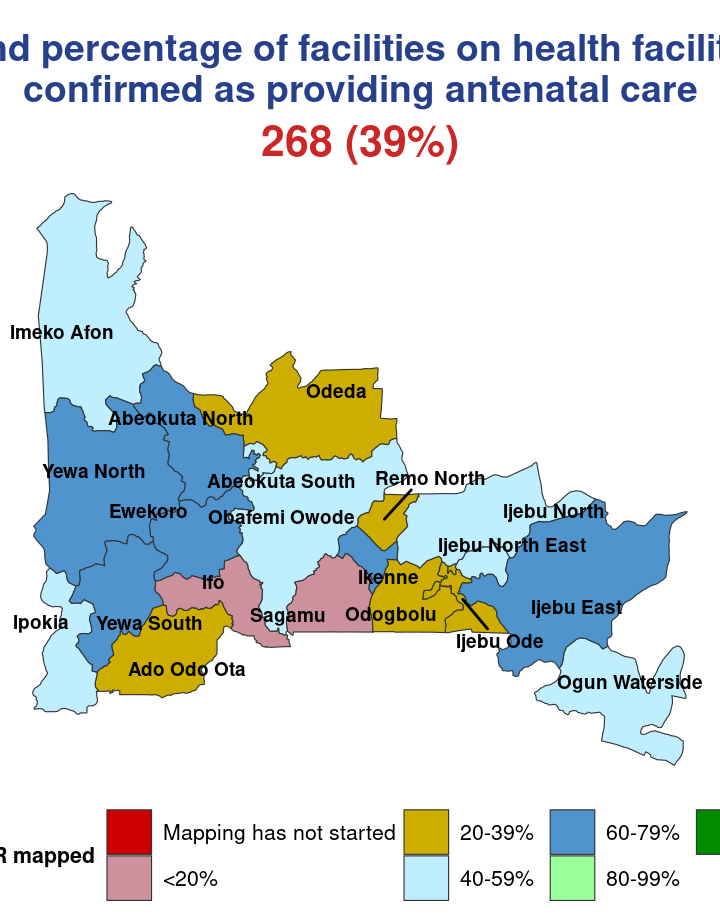 percentage of facilities on health
confirmed as providing antenatal care
268 (39%)
Imeko Afon
Odeda
Abeokuta North
Yewa North
Abeokuta South
Remo North
Ewekoro
Obafemi Owode
Ijebu North
Ijebu North East
Ifo
Ikenne
Ipokia
Yewa South
Sagamu
Odogbolu
Ijebu East
Ijebu Ode
Ado Odo Ota
Ogun Waterside
R mapped
Mapping has not started
20-39%
60-79%
<20%
40-59%
80-99%